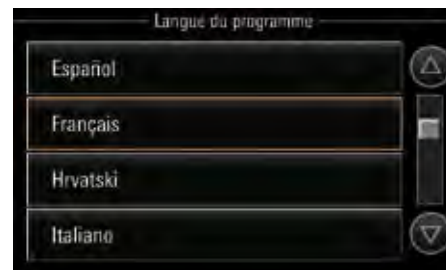 Langue du programme
Español
Français
Hrvatski
Italiano